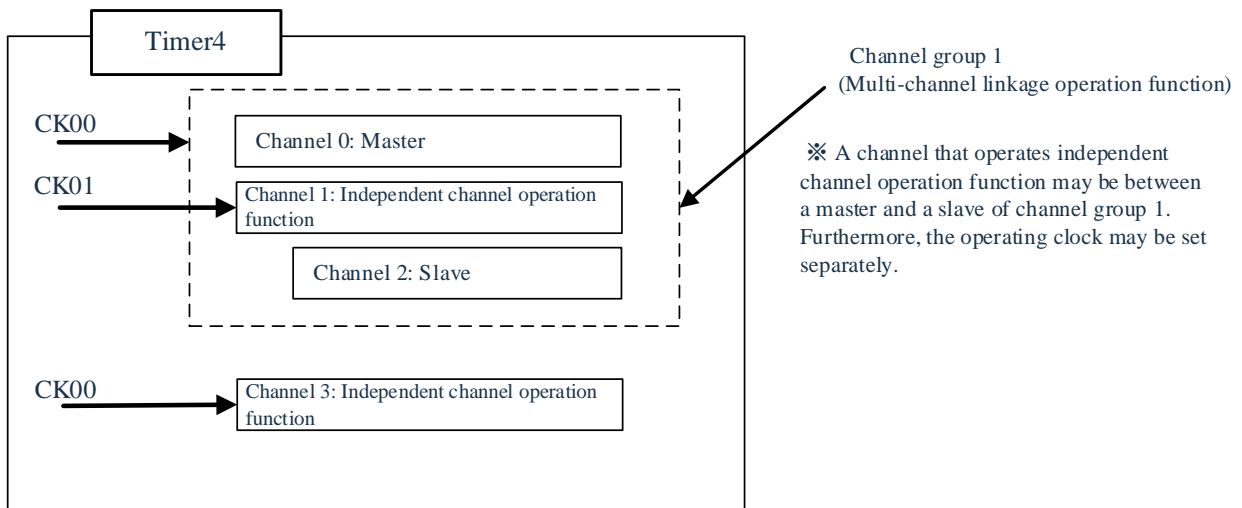 Timer4
CK00
Channel 0: Master
CK01
Channel 1: Independent channel operation
function
Channel 2: Slave
CK00
Channel 3: Independent channel operation
function
Channel group 1
(Multi-channel linkage operation function)
※ A channel that operates independent
channel operation function may be between
a master and a slave of channel group 1.
Furthermore, the operating clock may be set
separately.